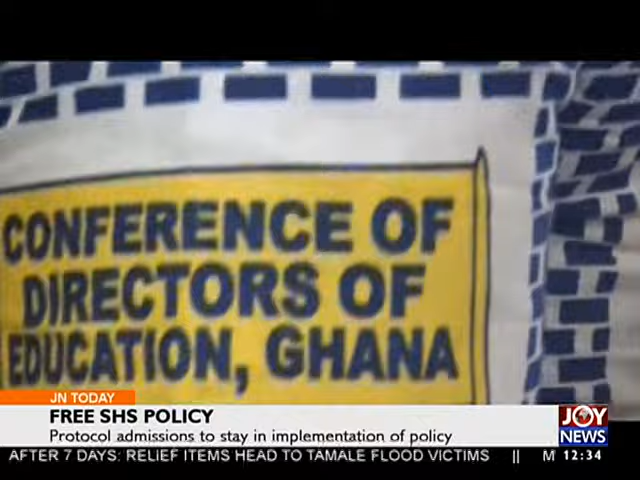 CONFERENCE OF
DIRECTORS OF
EDUCATION, GHANA
JN TODAY
FREE SHS POLICY
Protocol admissions to stay in implementation of policy
JOY
NEWS
AFTER 7 DAYS: RELIEF ITEMS HEAD TO TAMALE FLOOD VICTIMS || M 12:34